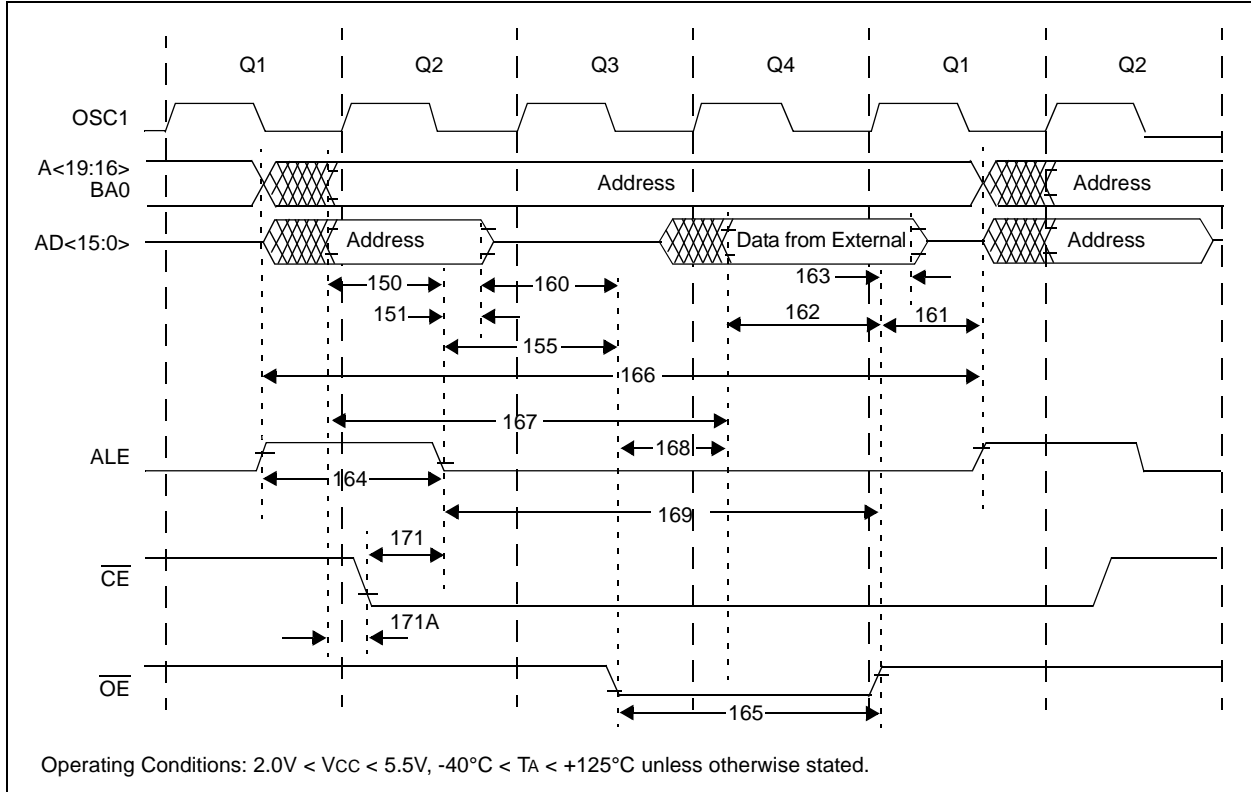 Q1 Q2 Q3 Q4 Q1 Q2
OSC1
A<19:16>
BA0
Address Address
AD<15:0>
Address Data from External Address
150 160 163
151 162 161
155
166
167
168
ALE
164
169
171
CE
171A
OE
165
Operating Conditions: 2.0V < VCC < 5.5V, -40°C < TA < +125°C unless otherwise stated.